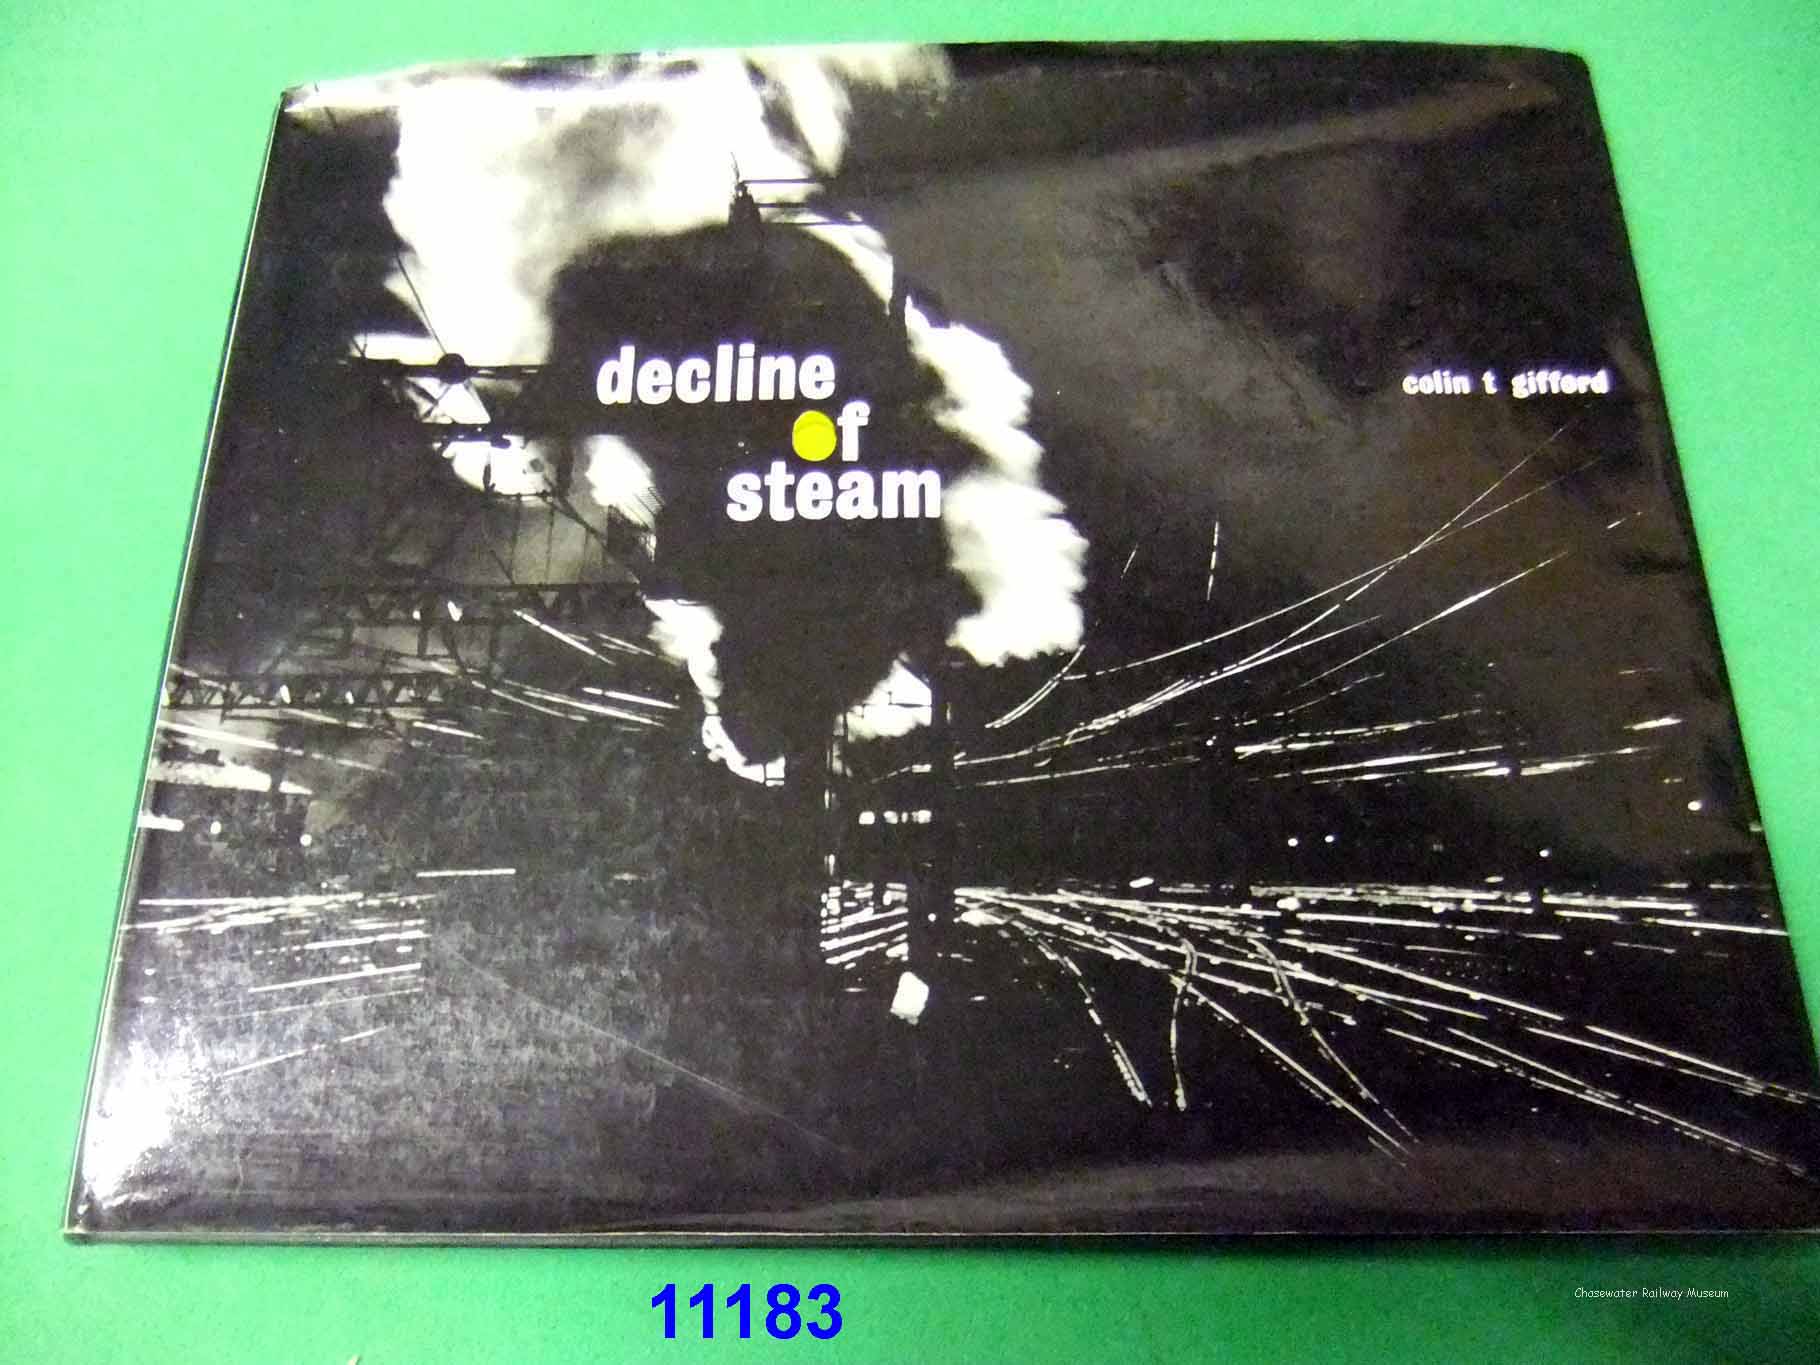 decline
of
steam
colin t gifford
11183
Chasewater Railway Museum